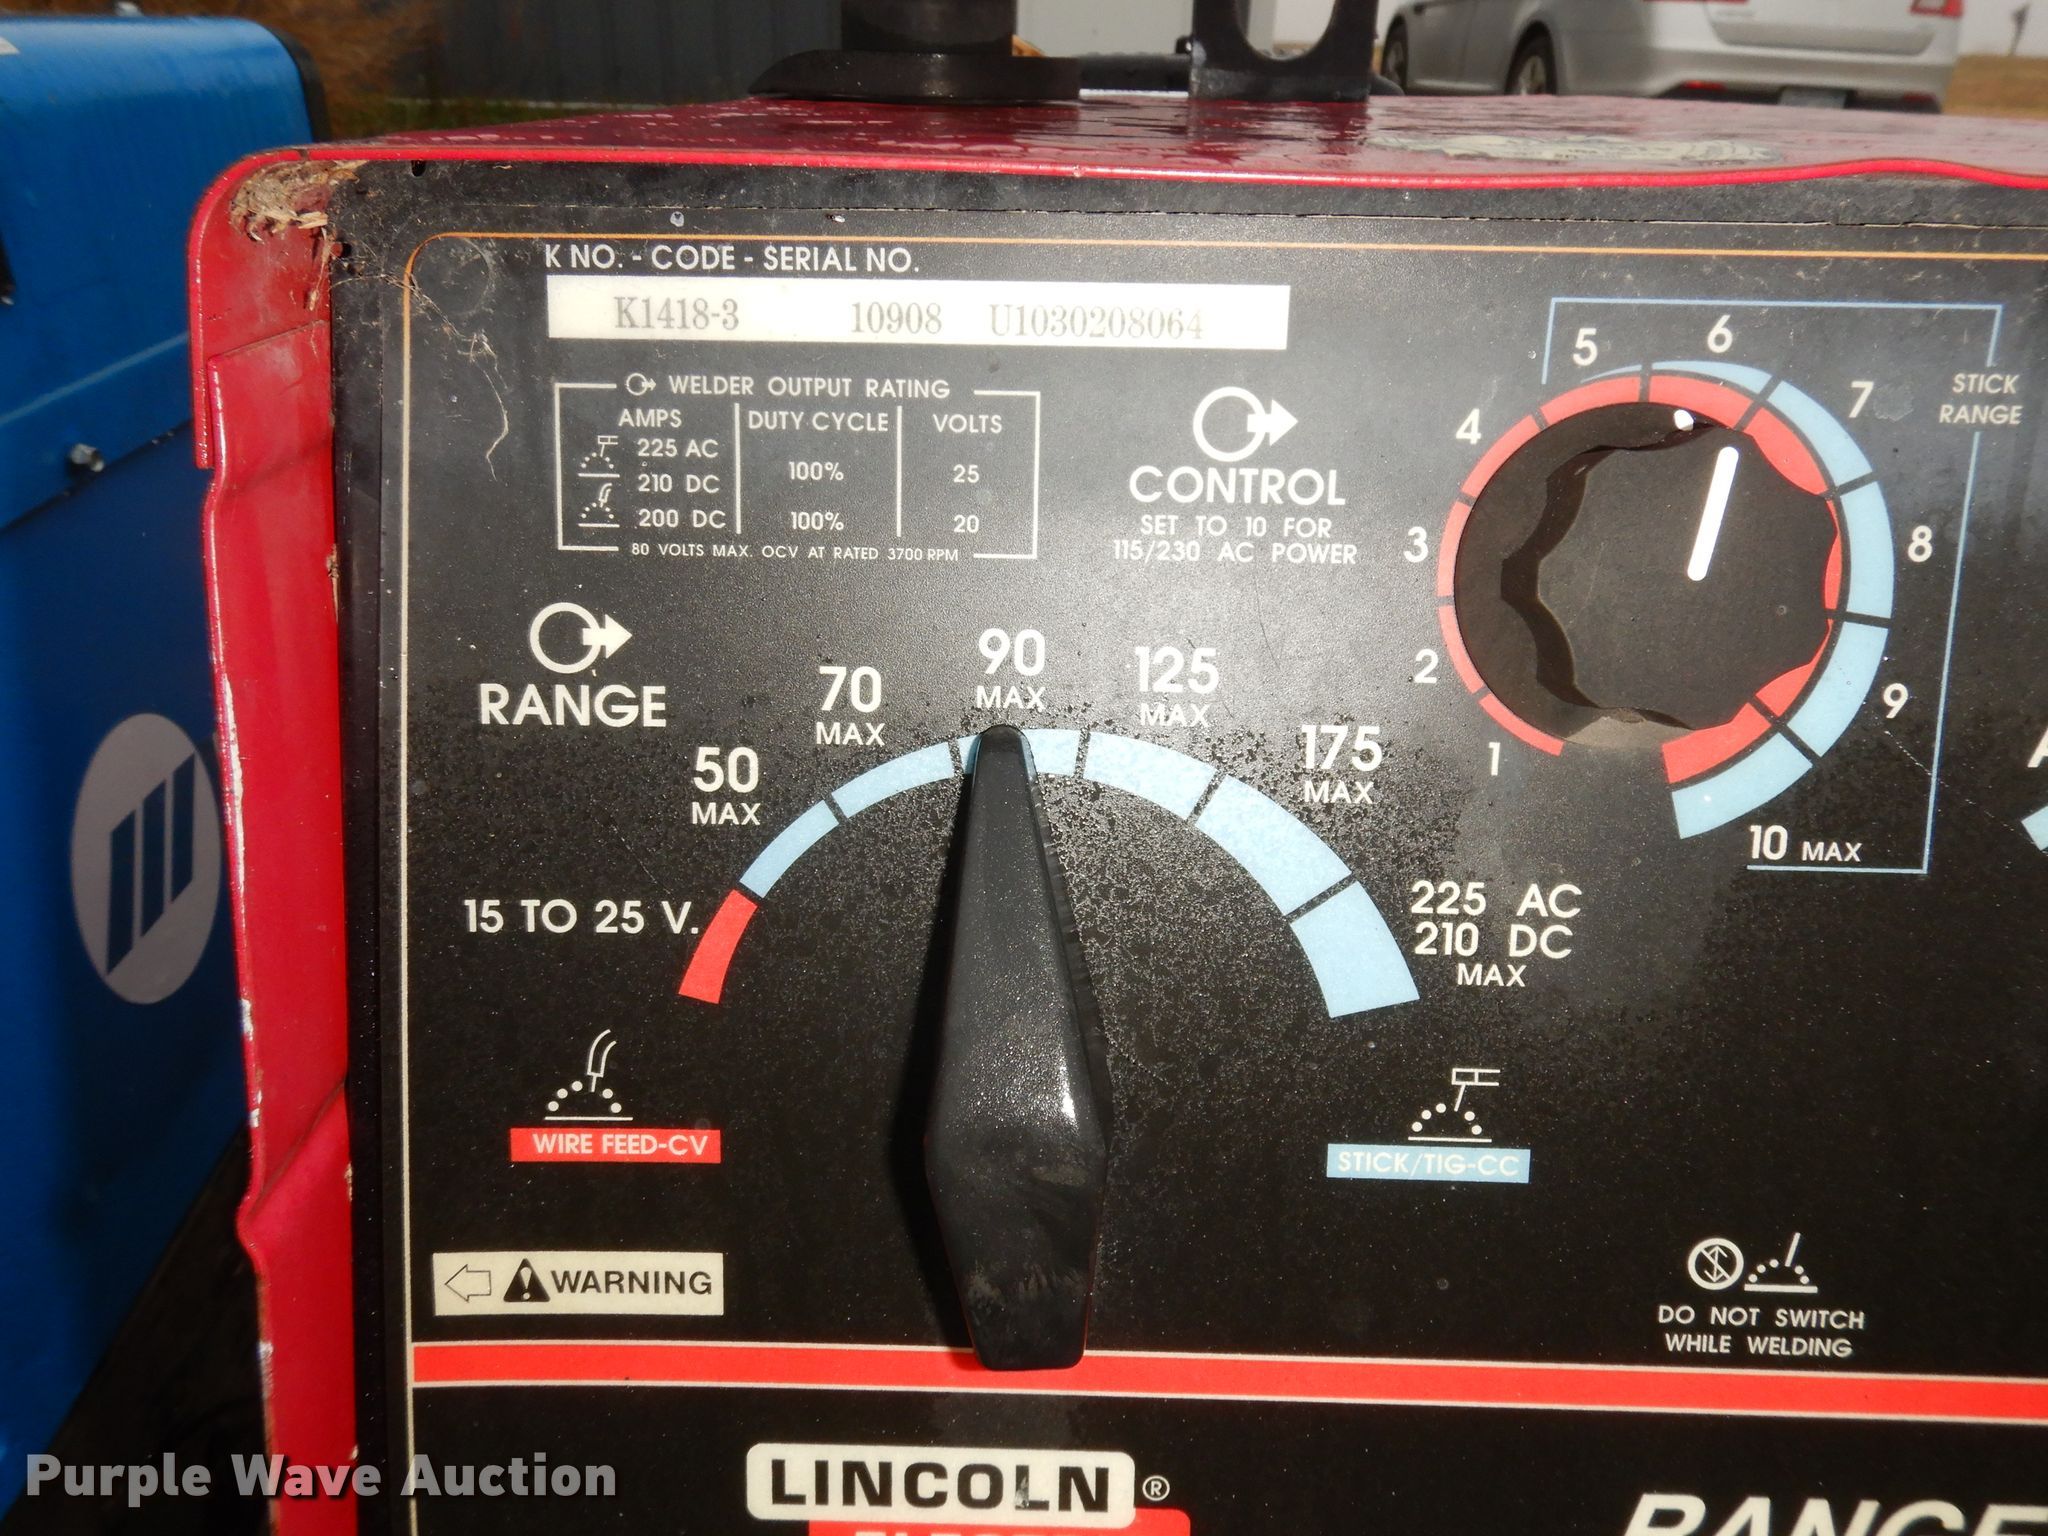 K NO. - CODE - SERIAL NO.
K1418-3 10908 U1030208064
WELDER OUTPUT RATING
AMPS DUTY CYCLE VOLTS
225 AC
210 DC 100% 25
200 DC 100% 20
80 VOLTS MAX. OCV AT RATED 3700 RPM
CONTROL
SET TO 10 FOR
115/230 AC POWER
1
2
3
4
5
6
7
8
9
10 MAX
STICK
RANGE
RANGE
15 TO 25 V.
50
MAX
70
MAX
90
MAX
125
MAX
175
MAX
225 AC
210 DC
MAX
WIRE FEED-CV
STICK/TIG-CC
WARNING
DO NOT SWITCH
WHILE WELDING
LINCOLN ®
Purple Wave Auction